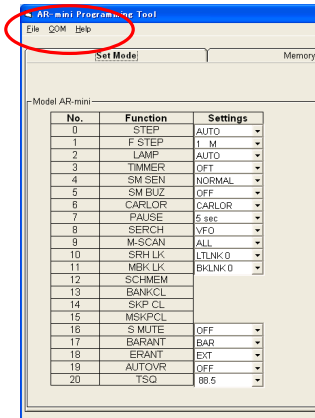 AR-mini Programming Tool
File COM Help
Set Mode Memory
Model AR-mini
No. Function Settings
0 STEP AUTO
1 F STEP 1 M
2 LAMP AUTO
3 TIMMER OFT
4 SM SEN NORMAL
5 SM BUZ OFF
6 CARLOR CARLOR
7 PAUSE 5 sec
8 SERCH VFO
9 M-SCAN ALL
10 SRH LK LTLNK 0
11 MBK LK BKLNK 0
12 SCHMEM
13 BANKCL
14 SKP CL
15 MSKPCL
16 S MUTE OFF
17 BARANT BAR
18 ERANT EXT
19 AUTOVR OFF
20 TSQ 88.5